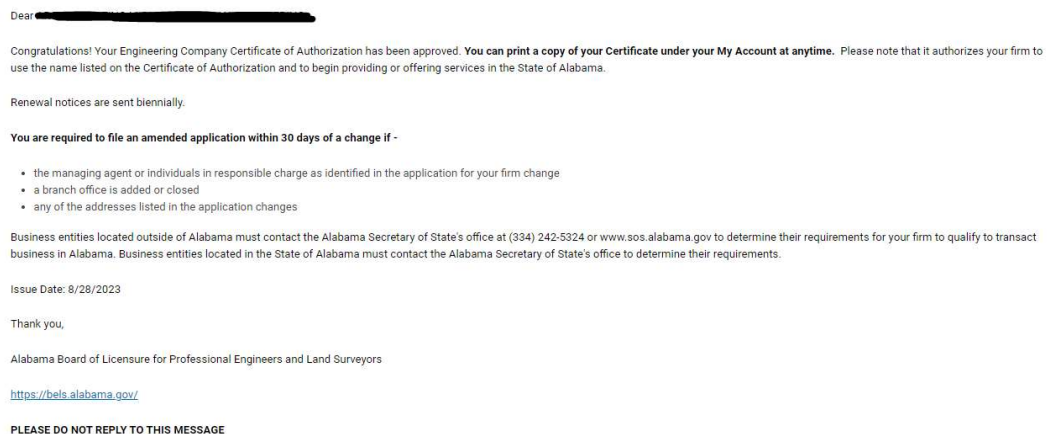 Dear
Congratulations! Your Engineering Company Certificate of Authorization has been approved. You can print a copy of your Certificate under your My Account at anytime. Please note that it authorizes your firm to
use the name listed on the Certificate of Authorization and to begin providing or offering services in the State of Alabama.
Renewal notices are sent biennially.
You are required to file an amended application within 30 days of a change if -
• the managing agent or individuals in responsible charge as identified in the application for your firm change
• a branch office is added or closed
• any of the addresses listed in the application changes
Business entities located outside of Alabama must contact the Alabama Secretary of State's office at (334) 242-5324 or www.sos.alabama.gov to determine their requirements for your firm to qualify to transact
business in Alabama. Business entities located in the State of Alabama must contact the Alabama Secretary of State's office to determine their requirements.
Issue Date: 8/28/2023
Thank you,
Alabama Board of Licensure for Professional Engineers and Land Surveyors
https://bels.alabama.gov/
PLEASE DO NOT REPLY TO THIS MESSAGE